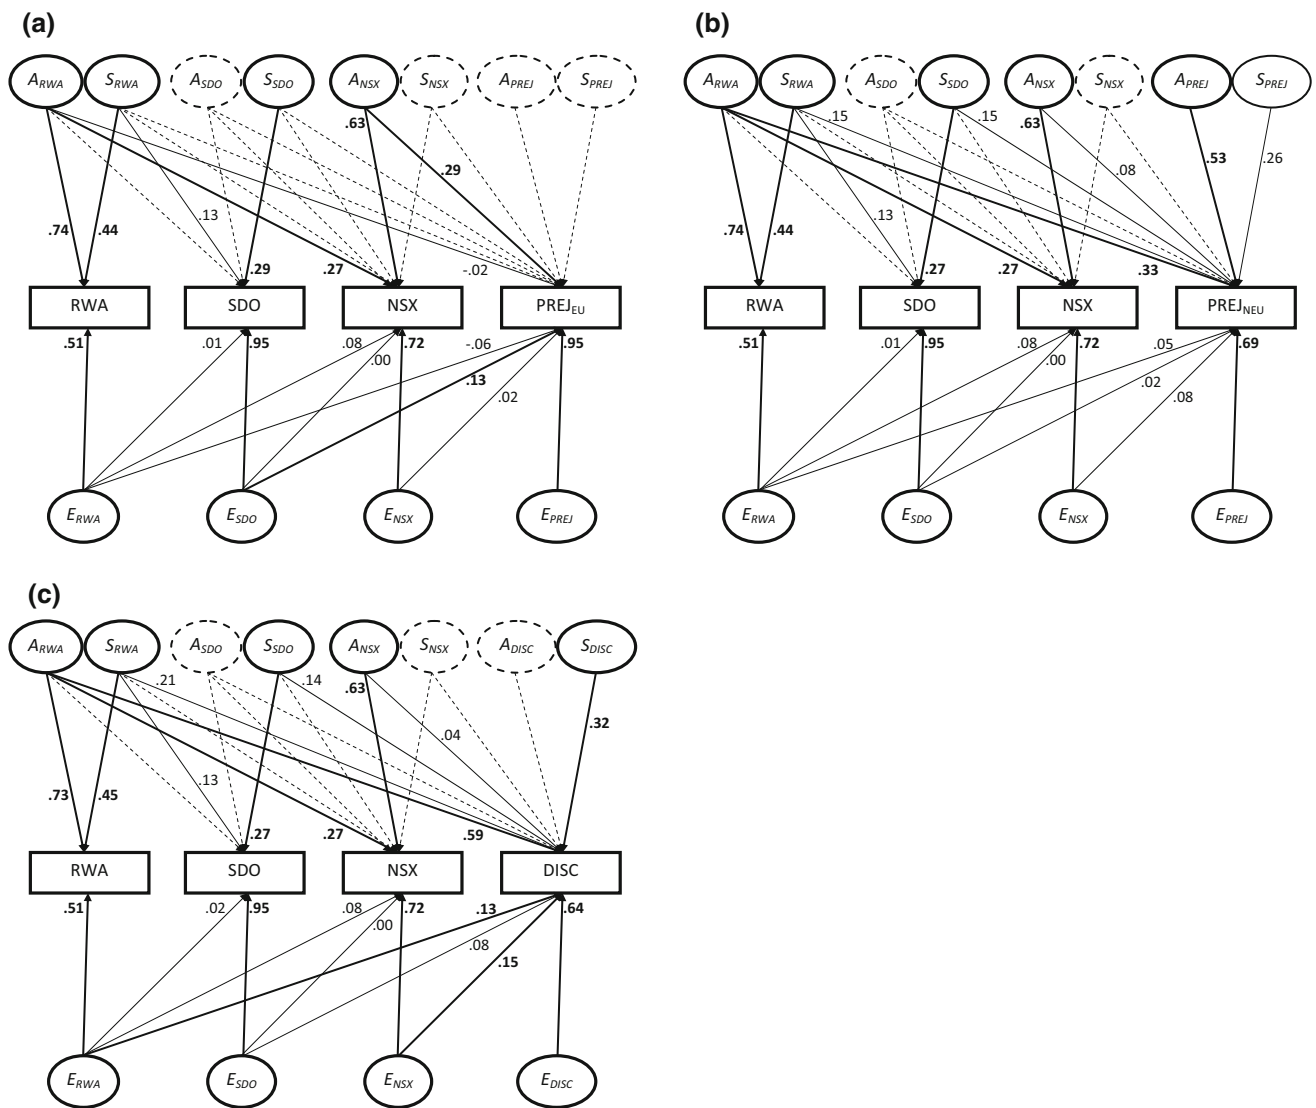 (a)
A_RWA S_RWA A_SDO S_SDO A_NSX S_NSX A_PREJ S_PREJ
.63
.29
.13
.74 .44
.29 .27 -.02
RWA SDO NSX PREJ_EU
.51 .01 .95 .08 .72 -.06 .95
.00
.13
.02
E_RWA E_SDO E_NSX E_PREJ
(b)
A_RWA S_RWA A_SDO S_SDO A_NSX S_NSX A_PREJ S_PREJ
.15 .15 .63
.08 .53 .26
.13
.74 .44
.27 .27 .33
RWA SDO NSX PREJ_NEU
.51 .01 .95 .08 .72 .05 .69
.00
.02
.08
E_RWA E_SDO E_NSX E_PREJ
(c)
A_RWA S_RWA A_SDO S_SDO A_NSX S_NSX A_DISC S_DISC
.21 .14 .63
.32
.04
.13
.73 .45
.27 .27 .59
RWA SDO NSX DISC
.51 .02 .95 .08 .72 .13 .64
.00
.08
.15
E_RWA E_SDO E_NSX E_DISC